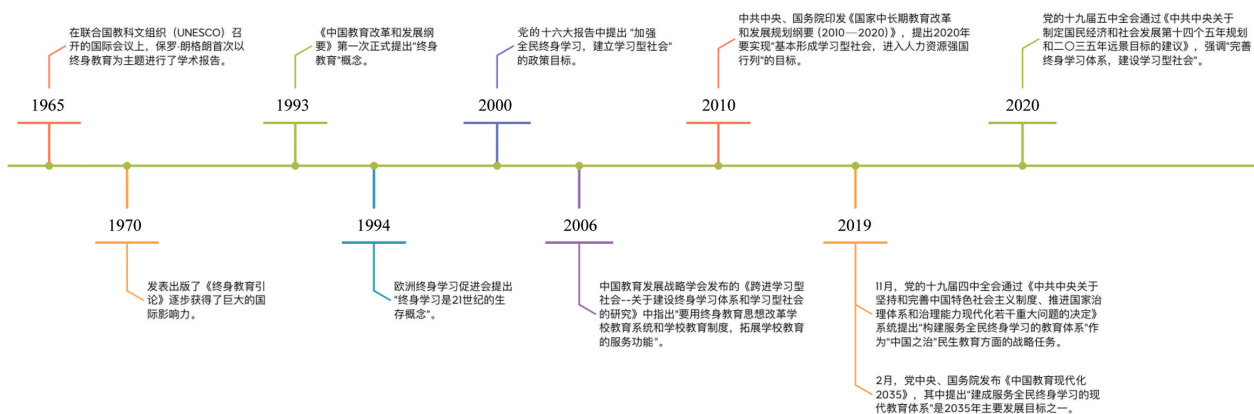 在联合国教科文组织（UNESCO）召
开的国际会议上，保罗·朗格朗首次以
终身教育为主题进行了学术报告。
1965
《中国教育改革和发展纲
要》第一次正式提出“终身
教育”概念。
1993
党的十六大报告中提出 “加强
全民终身学习，建立学习型社会”
的政策目标。
2000
中共中央、国务院印发《国家中长期教育改革
和发展规划纲要（2010—2020）》，提出2020年
要实现“基本形成学习型社会，进入人力资源强国
行列”的目标。
2010
党的十九届五中全会通过《中共中央关于
制定国民经济和社会发展第十四个五年规划
和二〇三五年远景目标的建议》，强调“完善
终身学习体系，建设学习型社会”。
2020
1970
发表出版了《终身教育引
论》逐步获得了巨大的国
际影响力。
1994
欧洲终身学习促进会提出
“终身学习是21世纪的生
存概念”。
2006
中国教育发展战略学会发布的《跨进学习型
社会--关于建设终身学习体系和学习型社会
的研究》中指出“要用终身教育思想改革学
校教育系统和学校教育制度，拓展学校教育
的服务功能”。
2019
11月，党的十九届四中全会通过《中共中央关于
坚持和完善中国特色社会主义制度、推进国家治
理体系和治理能力现代化若干重大问题的决定》
系统提出“构建服务全民终身学习的教育体系”作
为“中国之治”民生教育方面的战略任务。
2月，党中央、国务院发布《中国教育现代化
2035》，其中提出“建成服务全民终身学习的现
代教育体系”是2035年主要发展目标之一。